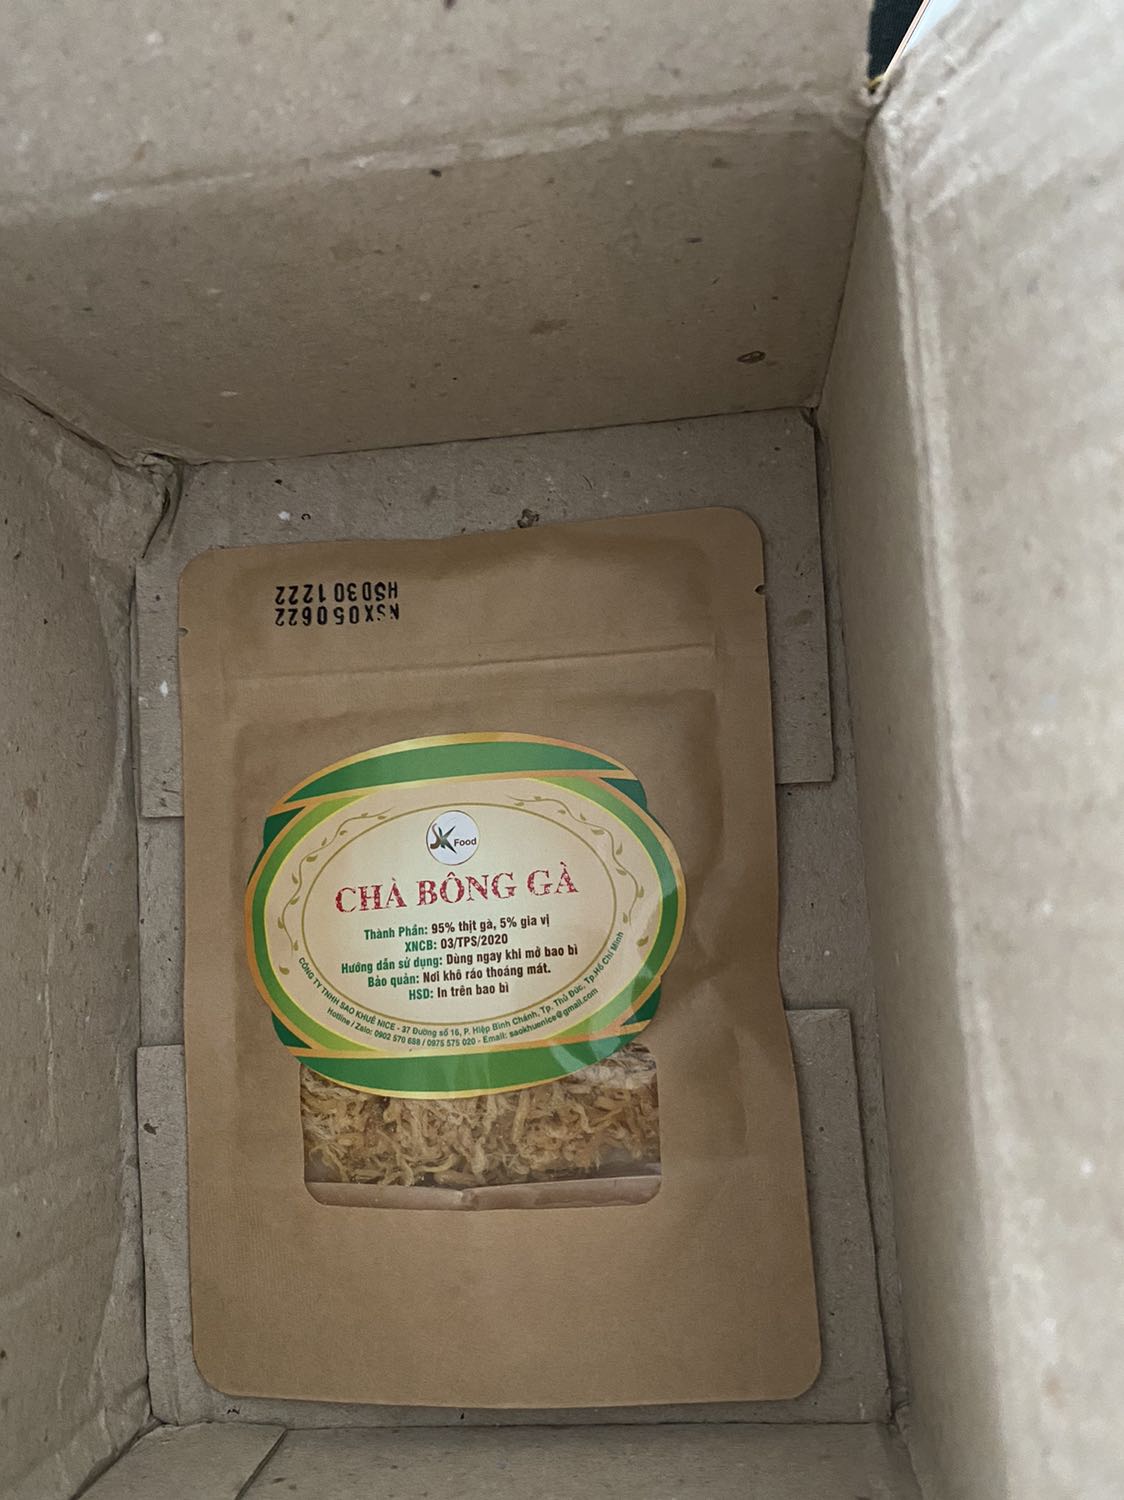 NSX050622
HSD301222
SK Food
CHÀ BÔNG GÀ
Thành Phần: 95% thịt gà, 5% gia vị
XNCB: 03/TPS/2020
Hướng dẫn sử dụng: Dùng ngay khi mở bao bì
Bảo quản: Nơi khô ráo thoáng mát.
HSD: In trên bao bì
CÔNG TY TNHH SAO KHUÊ NICE - 37 Đường số 16, P. Hiệp Bình Chánh, Tp. Thủ Đức, Tp.Hồ Chí Minh
Hotline / Zalo: 0902 570 688 / 0975 575 020 - Email: saokhuenice@gmail.com